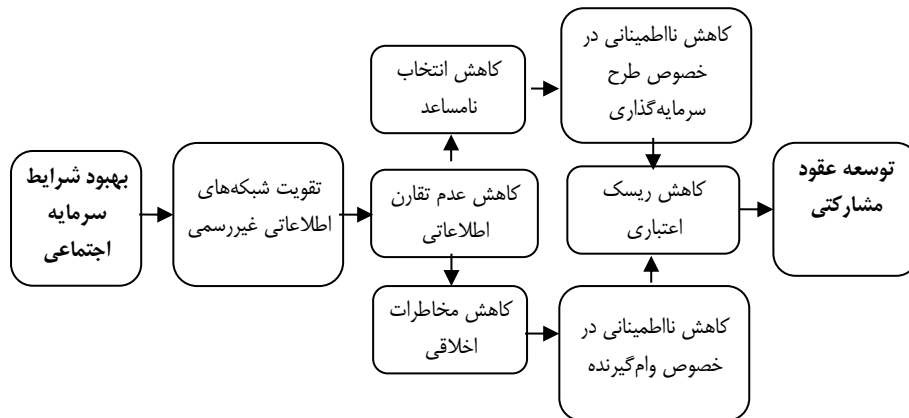 بهبود شرایط
سرمایه
اجتماعی
تقویت شبکه‌های
اطلاعاتی غیررسمی
کاهش عدم تقارن
اطلاعاتی
کاهش انتخاب
نامساعد
کاهش نااطمینانی در
خصوص طرح
سرمایه‌گذاری
کاهش مخاطرات
اخلاقی
کاهش نااطمینانی در
خصوص وام‌گیرنده
کاهش ریسک
اعتباری
توسعه عقود
مشارکتی